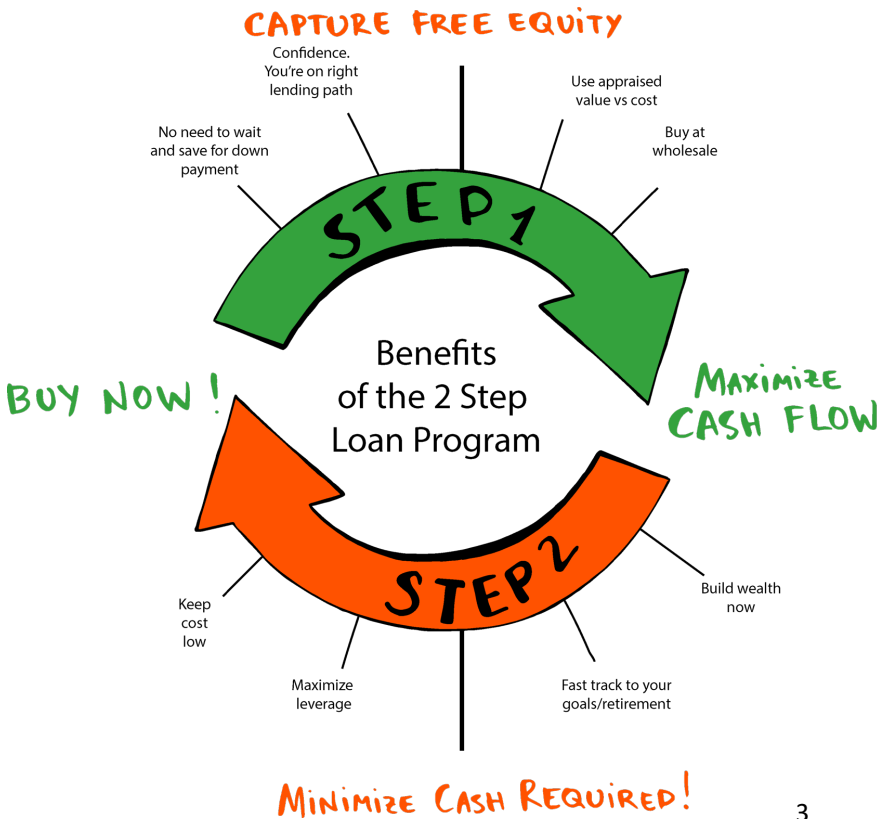 CAPTURE FREE EQUITY
Confidence.
You're on right
lending path
Use appraised
value vs cost
No need to wait
and save for down
payment
Buy at
wholesale
STEP 1
Benefits
of the 2 Step
Loan Program
BUY NOW!
MAXIMIZE
CASH FLOW
STEP 2
Build wealth
now
Keep
cost
low
Maximize
leverage
Fast track to your
goals/retirement
MINIMIZE CASH REQUIRED!
3